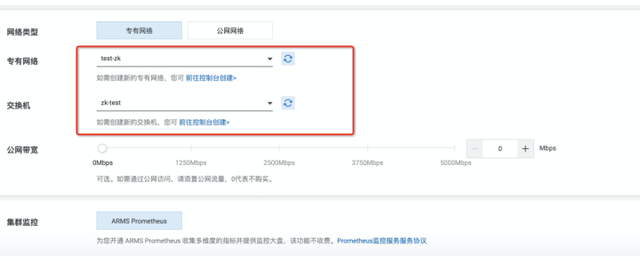 网络类型 专有网络 公网网络
专有网络 test-zk
如需创建新的专有网络，您可 前往控制台创建>
交换机 zk-test
如需创建新的交换机，您可 前往控制台创建>
公网带宽 0 Mbps
0Mbps 1250Mbps 2500Mbps 3750Mbps 5000Mbps
可选。如需通过公网访问，请添置公网流量，0代表不购买。
集群监控 ARMS Prometheus
为您开通 ARMS Prometheus 收集多维度的指标并提供监控大盘，该功能不收费。Prometheus监控服务服务协议